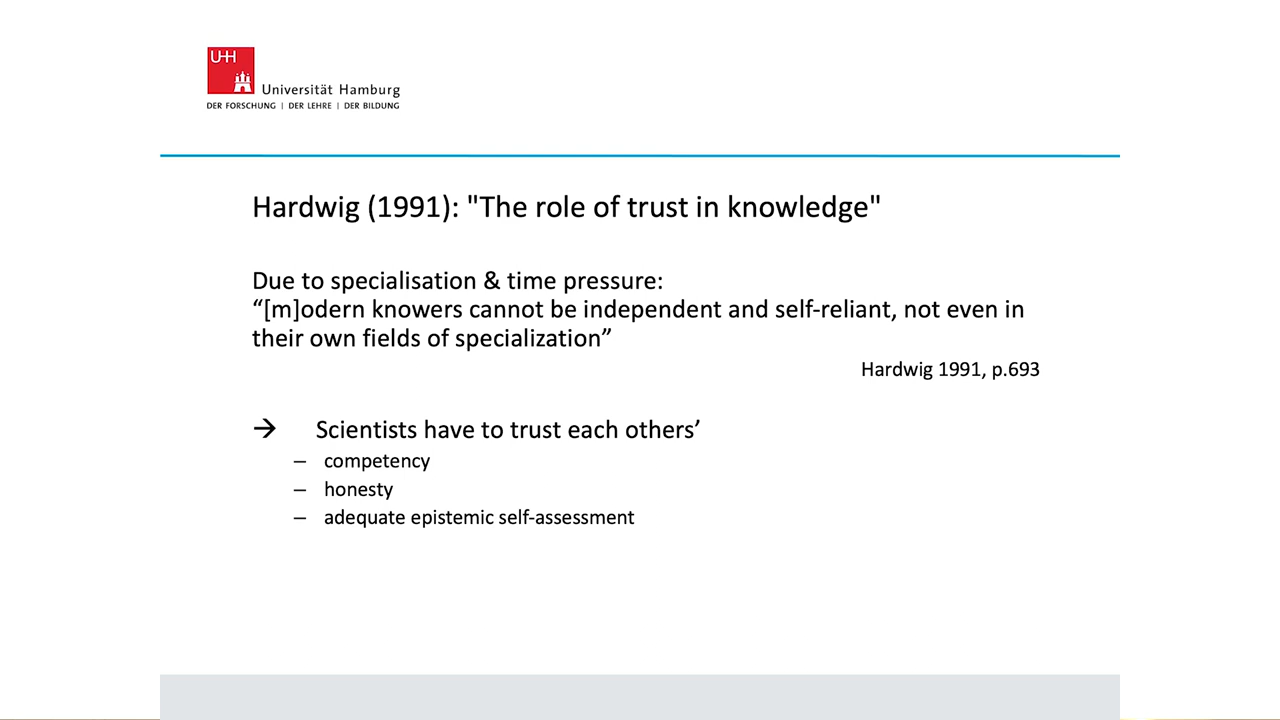 UHH
Universität Hamburg
DER FORSCHUNG | DER LEHRE | DER BILDUNG
Hardwig (1991): "The role of trust in knowledge"
Due to specialisation & time pressure:
“[m]odern knowers cannot be independent and self-reliant, not even in
their own fields of specialization”
Hardwig 1991, p.693
→ Scientists have to trust each others’
– competency
– honesty
– adequate epistemic self-assessment